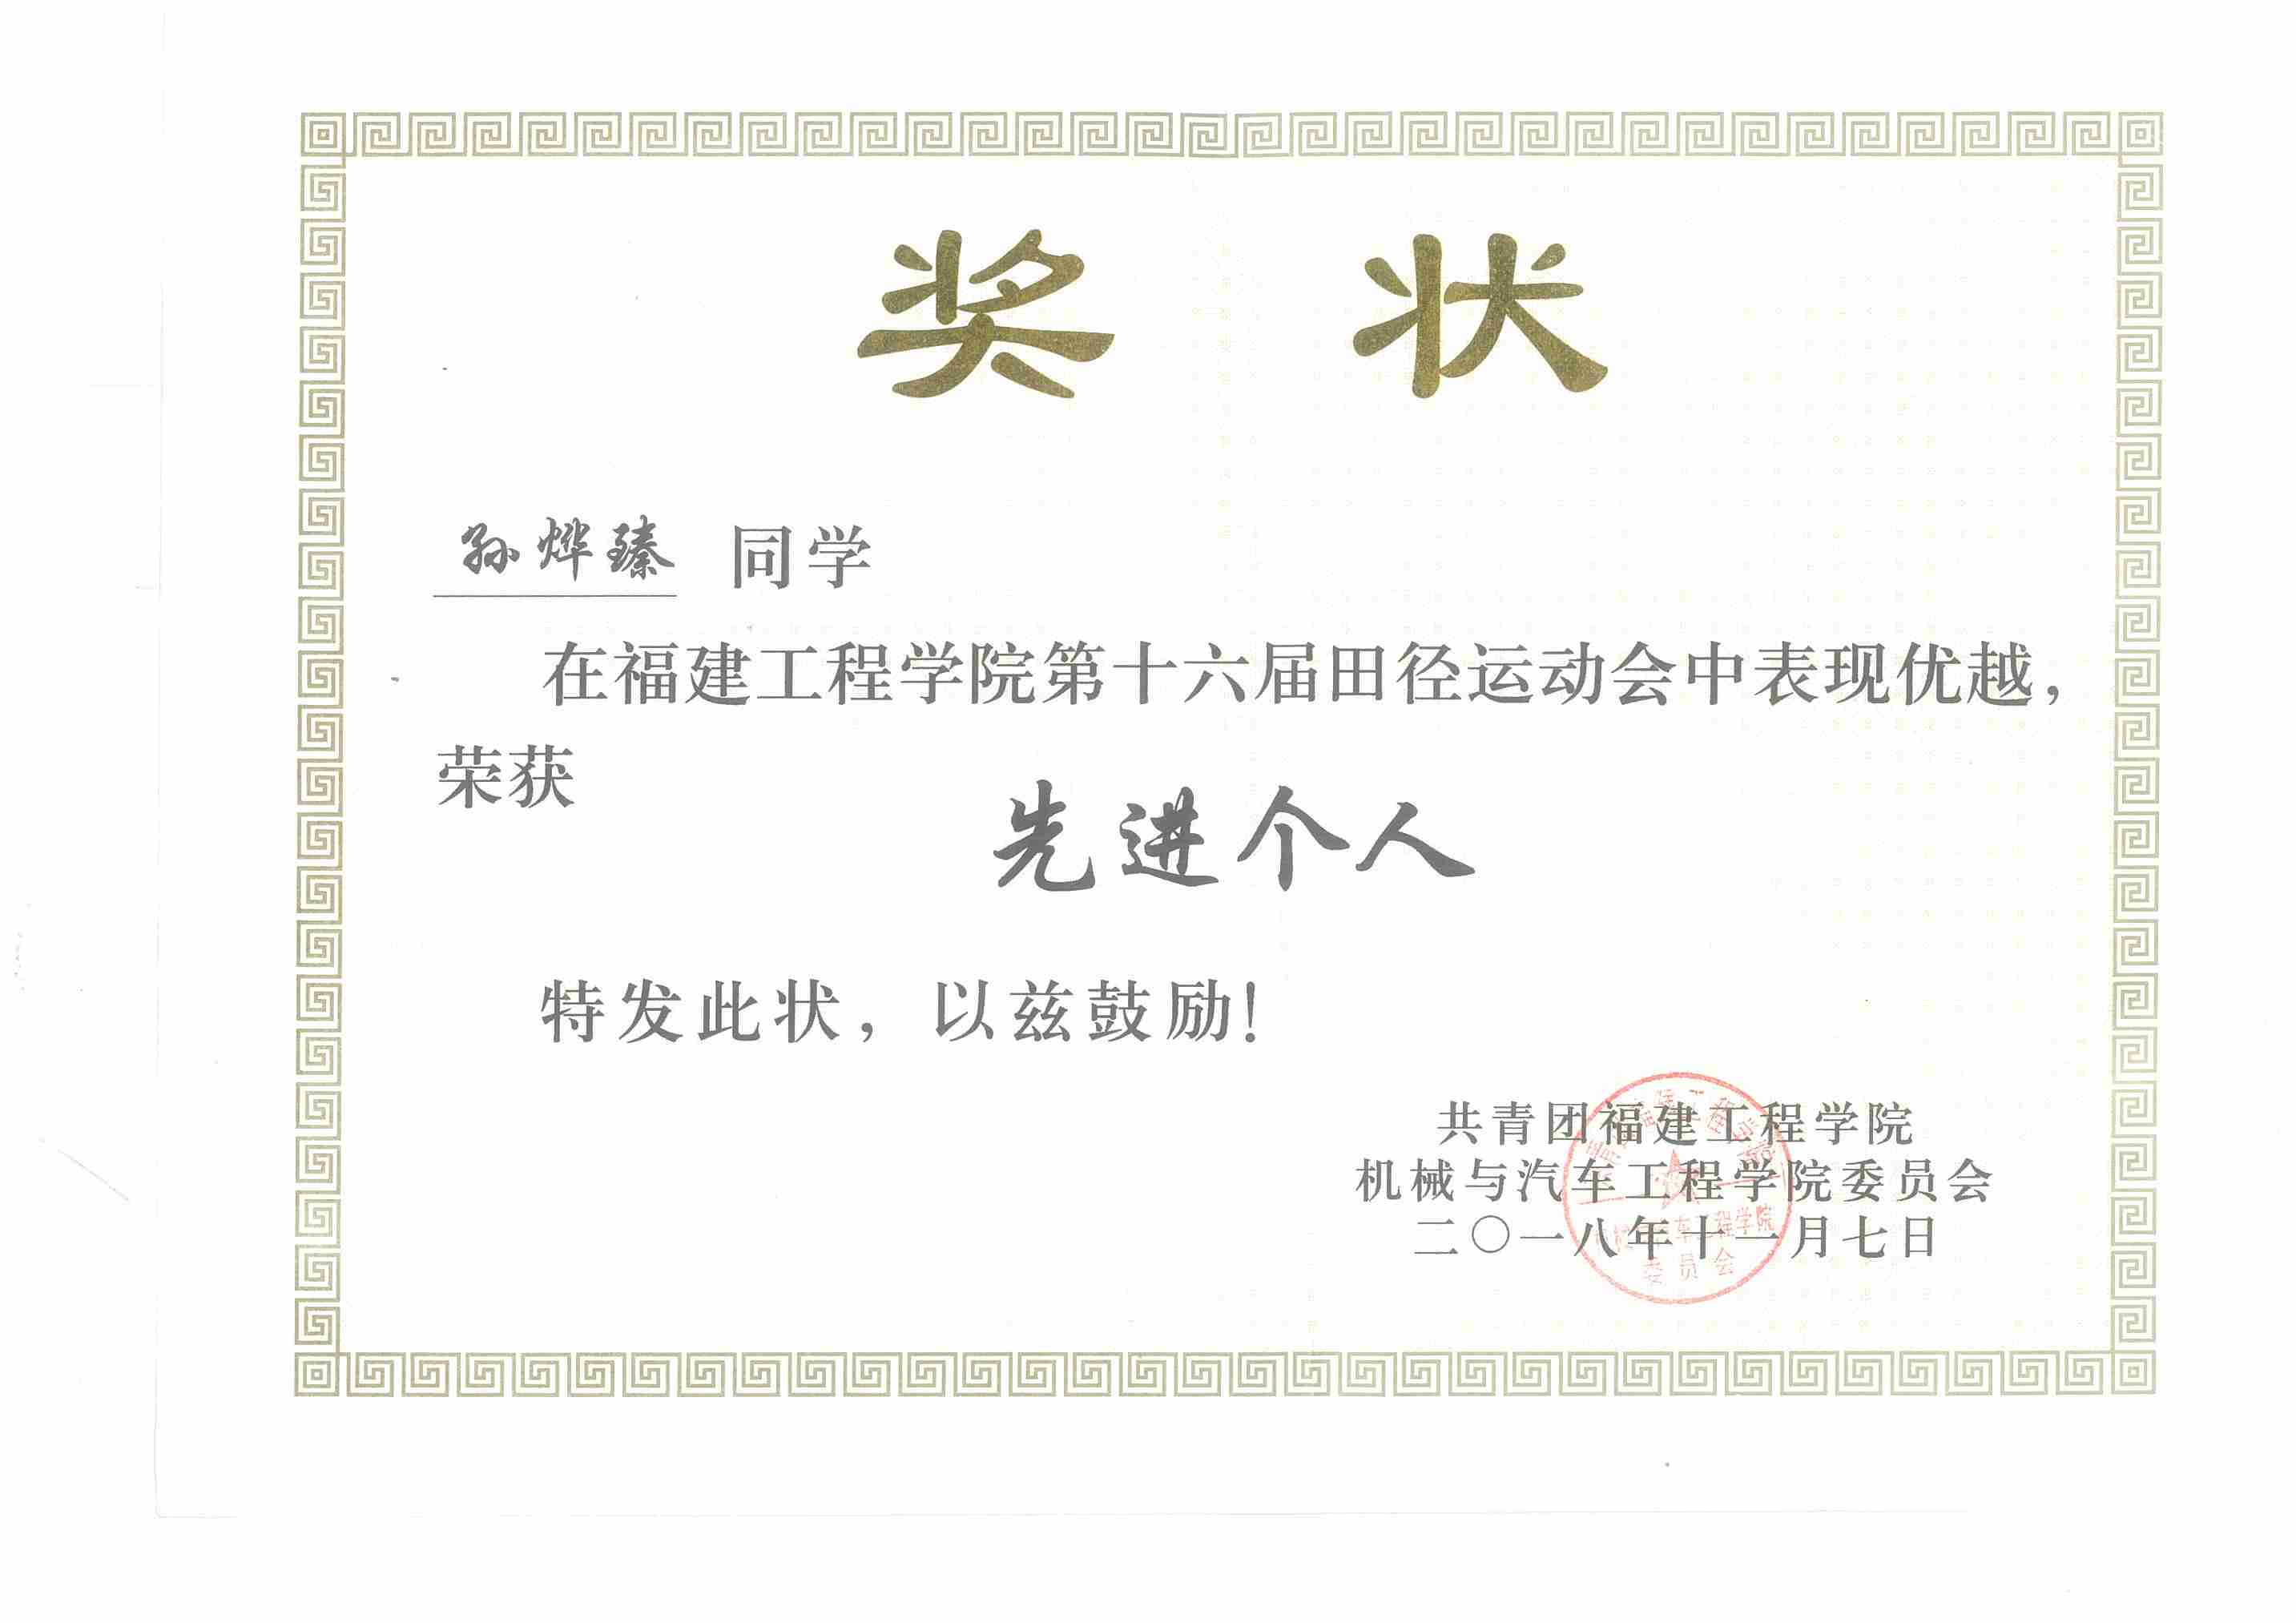 奖状
孙烨臻 同学
在福建工程学院第十六届田径运动会中表现优越，
荣获
先进个人
特发此状，以兹鼓励！
共青团福建工程学院
机械与汽车工程学院委员会
二〇一八年十一月七日
委员会